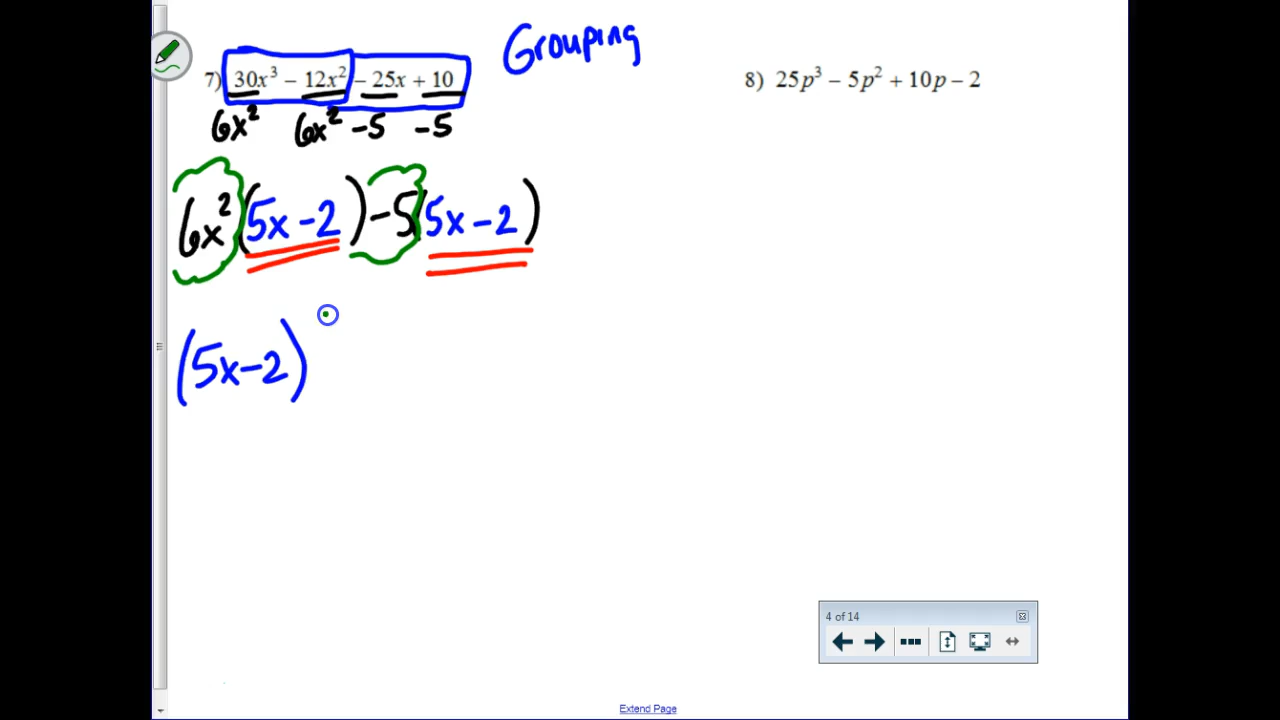 Grouping
7) 30x³ − 12x² − 25x + 10
8) 25p³ − 5p² + 10p − 2
6x² 6x² -5 -5
6x²(5x-2)-5(5x-2)
(5x-2)
4 of 14
Extend Page